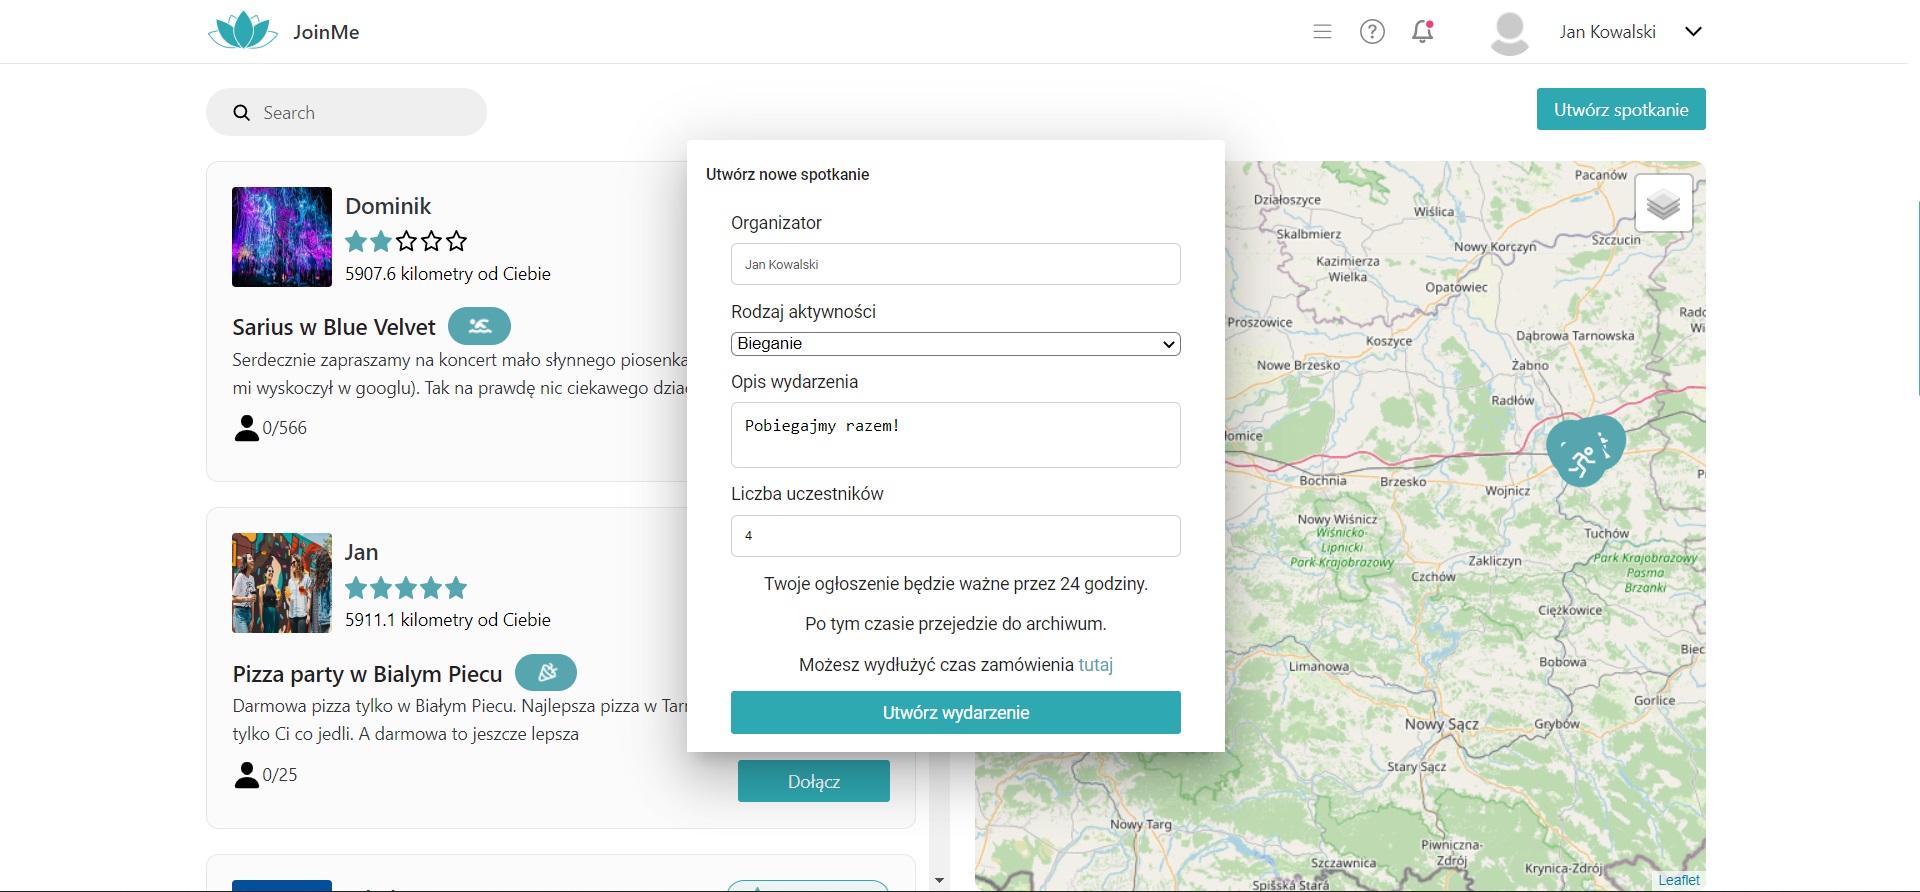 JoinMe
Jan Kowalski
Search
Utwórz spotkanie
Dominik
5907.6 kilometry od Ciebie
Sarius w Blue Velvet
Serdecznie zapraszamy na koncert mało słynnego piosenka
mi wyskoczył w googlu). Tak na prawdę nic ciekawego dzia
0/566
Jan
5911.1 kilometry od Ciebie
Pizza party w Bialym Piecu
Darmowa pizza tylko w Białym Piecu. Najlepsza pizza w Tar
tylko Ci co jedli. A darmowa to jeszcze lepsza
0/25
Dołącz
Utwórz nowe spotkanie
Organizator
Jan Kowalski
Rodzaj aktywności
Bieganie
Opis wydarzenia
Pobiegajmy razem!
Liczba uczestników
4
Twoje ogłoszenie będzie ważne przez 24 godziny.
Po tym czasie przejedzie do archiwum.
Możesz wydłużyć czas zamówienia tutaj
Utwórz wydarzenie
Pacanów
Działoszyce
Wiślica
Skalbmierz
Nowy Korczyn
Szczucin
Kazimierza
Wielka
Opatowiec
Proszowice
Koszyce
Dąbrowa Tarnowska
Nowe Brzesko
Żabno
Radłów
Bochnia
Brzesko
Wojnicz
Nowy Wiśnicz
Wiśnicko-
Lipnicki
Park Krajobrazowy
Tuchów
Zakliczyn
Park Krajobrazowy
Pasma
Brzanki
Czchów
Ciężkowice
Limanowa
Bobowa
Gorlice
Nowy Sącz
Grybów
Stary Sącz
Nowy Targ
Piwniczna-
Zdrój
Szczawnica
Krynica-Zdrój
Spišská Stará
Leaflet